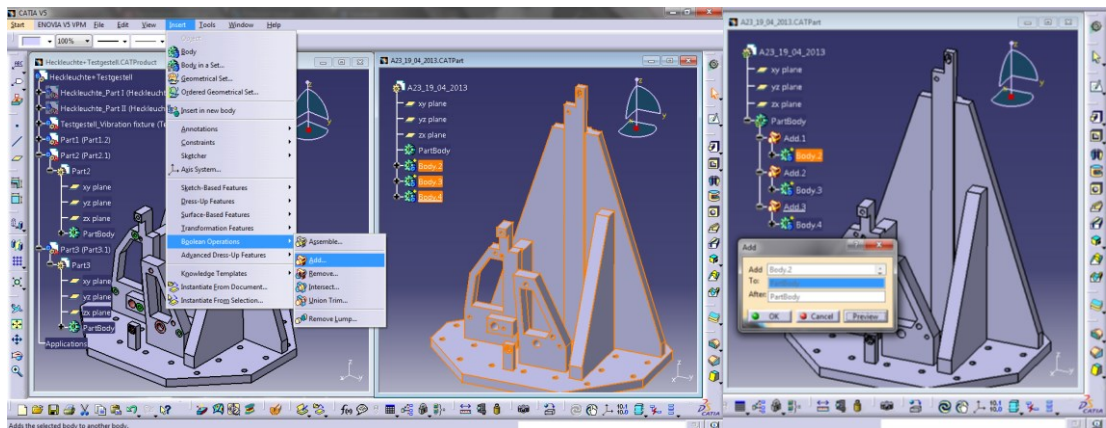 CATIA V5
Start ENOVIA V5 VPM File Edit View Insert Tools Window Help
100%
Object...
Body
Body in a Set...
Geometrical Set...
Ordered Geometrical Set...
Insert in new body
Annotations
Constraints
Sketcher
Axis System...
Sketch-Based Features
Dress-Up Features
Surface-Based Features
Transformation Features
Boolean Operations
Advanced Dress-Up Features
Knowledge Templates
Instantiate From Document...
Instantiate From Selection...
Assemble...
Add...
Remove...
Intersect...
Union Trim...
Remove Lump...
Heckleuchte+Testgestell.CATProduct
Heckleuchte+Testgestell
Heckleuchte_Part I (Heckleuch
Heckleuchte_Part II (Heckleuch
Testgestell_Vibration fixture (Te
Part1 (Part1.2)
Part2 (Part2.1)
Part2
xy plane
yz plane
zx plane
PartBody
Part3 (Part3.1)
Part3
xy plane
yz plane
zx plane
PartBody
Applications
A23_19_04_2013.CATPart
A23_19_04_2013
xy plane
yz plane
zx plane
PartBody
Body.2
Body.3
Body.4
A23_19_04_2013.CATPart
A23_19_04_2013
xy plane
yz plane
zx plane
PartBody
Add.1
Body.2
Add.2
Body.3
Add.3
Body.4
Add
Add Body.2
To: PartBody
After: PartBody
OK Cancel Preview
Adds the selected body to another body.